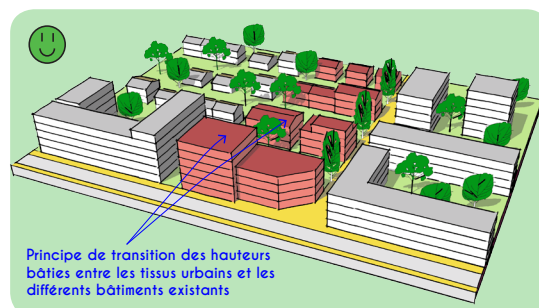 Principe de transition des hauteurs
bâties entre les tissus urbains et les
différents bâtiments existants